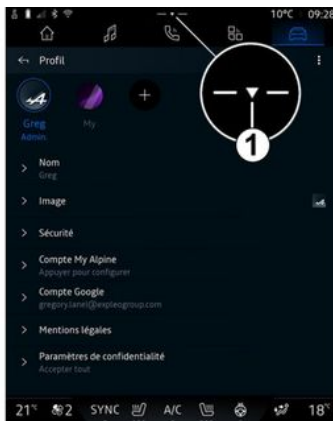 10°C 09:28
Profil
1
Greg
Admin.
My
Nom
Greg
Image
Sécurité
Compte My Alpine
Appuyer pour configurer
Compte Google
gregory.lanel@expleogroup.com
Mentions légales
Paramètres de confidentialité
Accepter tout
21°C 2 SYNC A/C 18°C